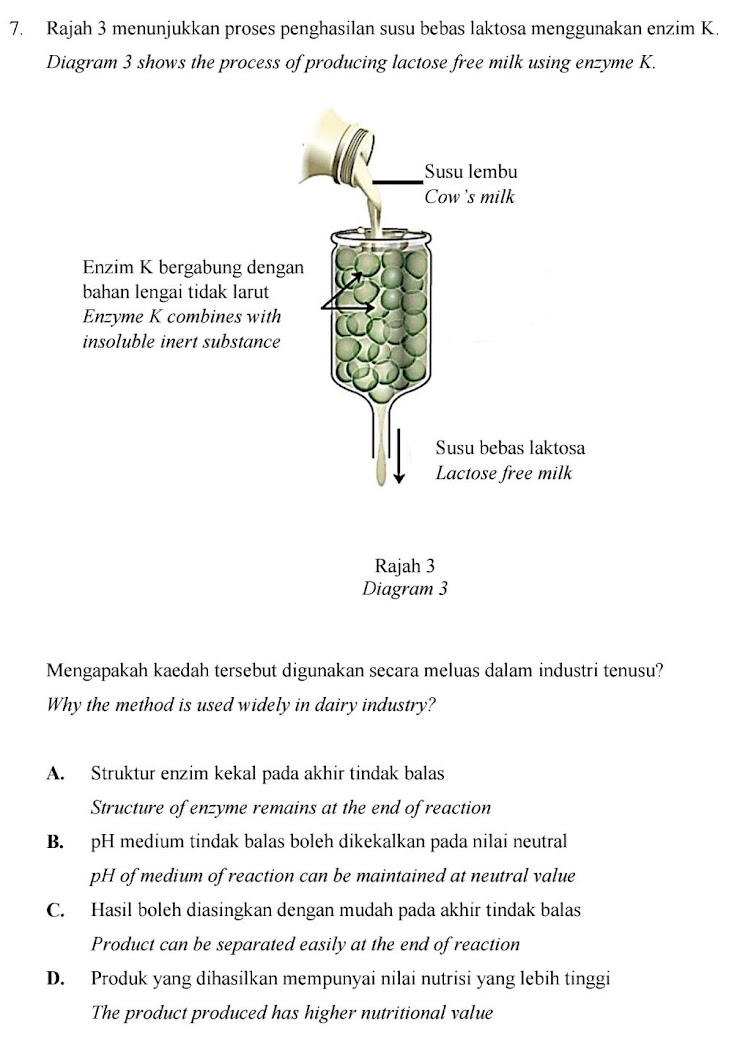 7. Rajah 3 menunjukkan proses penghasilan susu bebas laktosa menggunakan enzim K.
Diagram 3 shows the process of producing lactose free milk using enzyme K.
Susu lembu
Cow's milk
Enzim K bergabung dengan
bahan lengai tidak larut
Enzyme K combines with
insoluble inert substance
Susu bebas laktosa
Lactose free milk
Rajah 3
Diagram 3
Mengapakah kaedah tersebut digunakan secara meluas dalam industri tenusu?
Why the method is used widely in dairy industry?
A. Struktur enzim kekal pada akhir tindak balas
Structure of enzyme remains at the end of reaction
B. pH medium tindak balas boleh dikekalkan pada nilai neutral
pH of medium of reaction can be maintained at neutral value
C. Hasil boleh diasingkan dengan mudah pada akhir tindak balas
Product can be separated easily at the end of reaction
D. Produk yang dihasilkan mempunyai nilai nutrisi yang lebih tinggi
The product produced has higher nutritional value